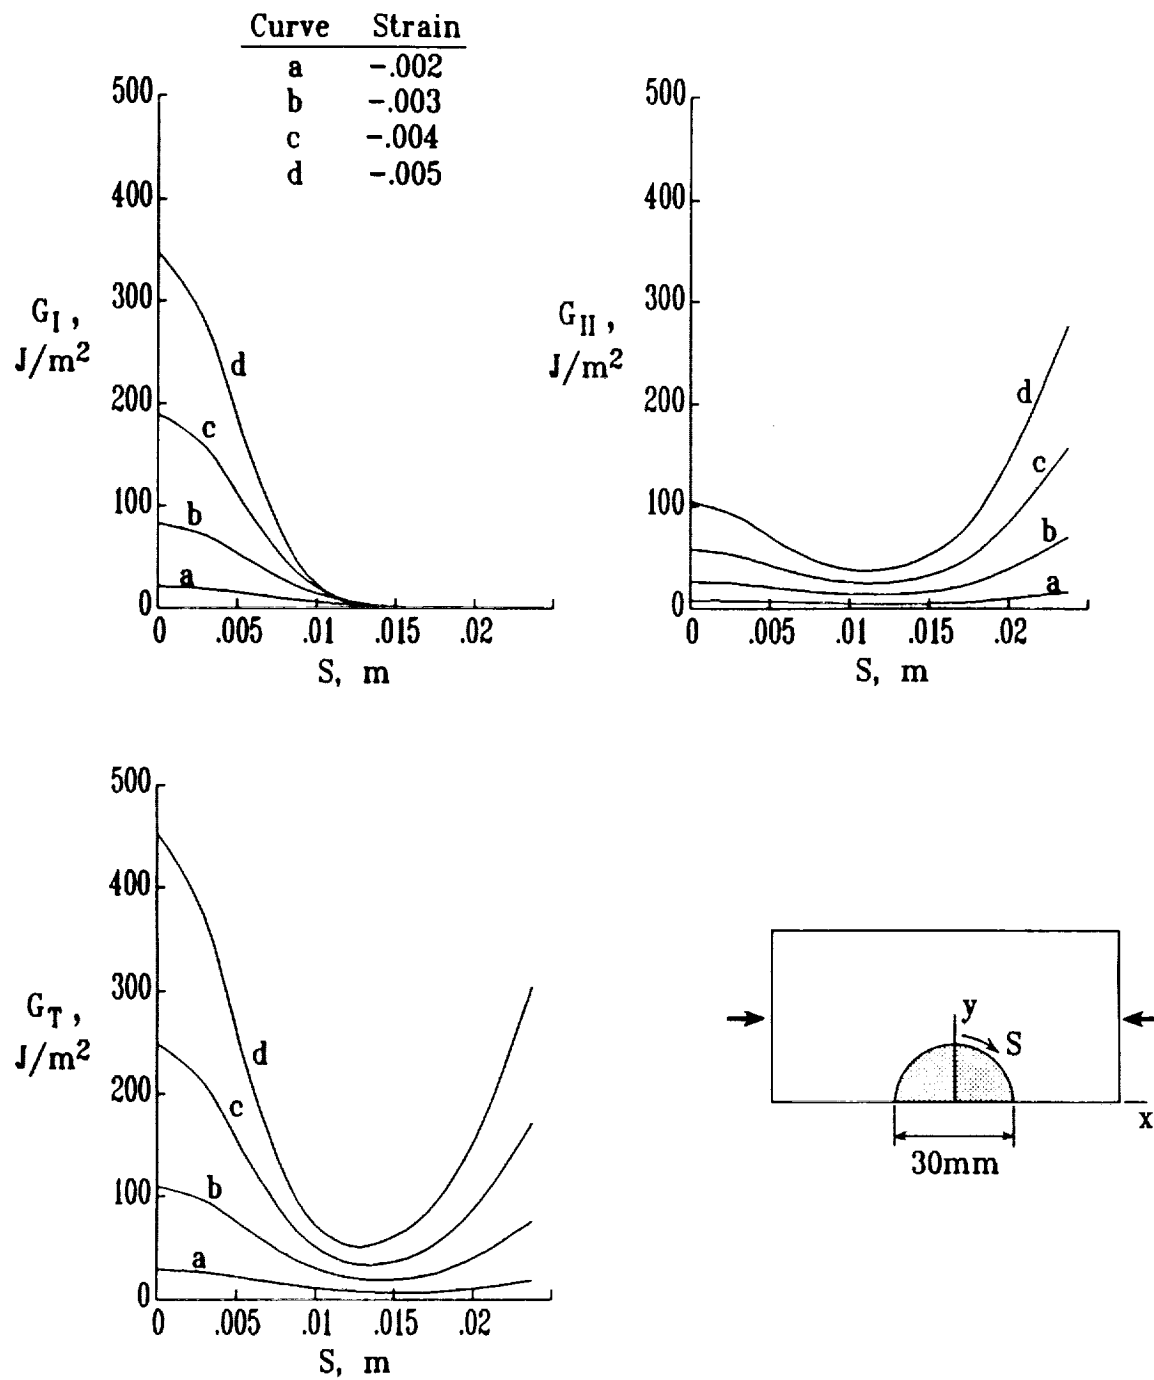 Curve Strain
a -.002
b -.003
c -.004
d -.005
500
400
300
200
100
0
G_I ,
J/m²
d
c
b
a
0 .005 .01 .015 .02
S, m
500
400
300
200
100
0
G_II ,
J/m²
d
c
b
a
0 .005 .01 .015 .02
S, m
500
400
300
200
100
0
G_T ,
J/m²
d
c
b
a
0 .005 .01 .015 .02
S, m
y
S
x
30mm